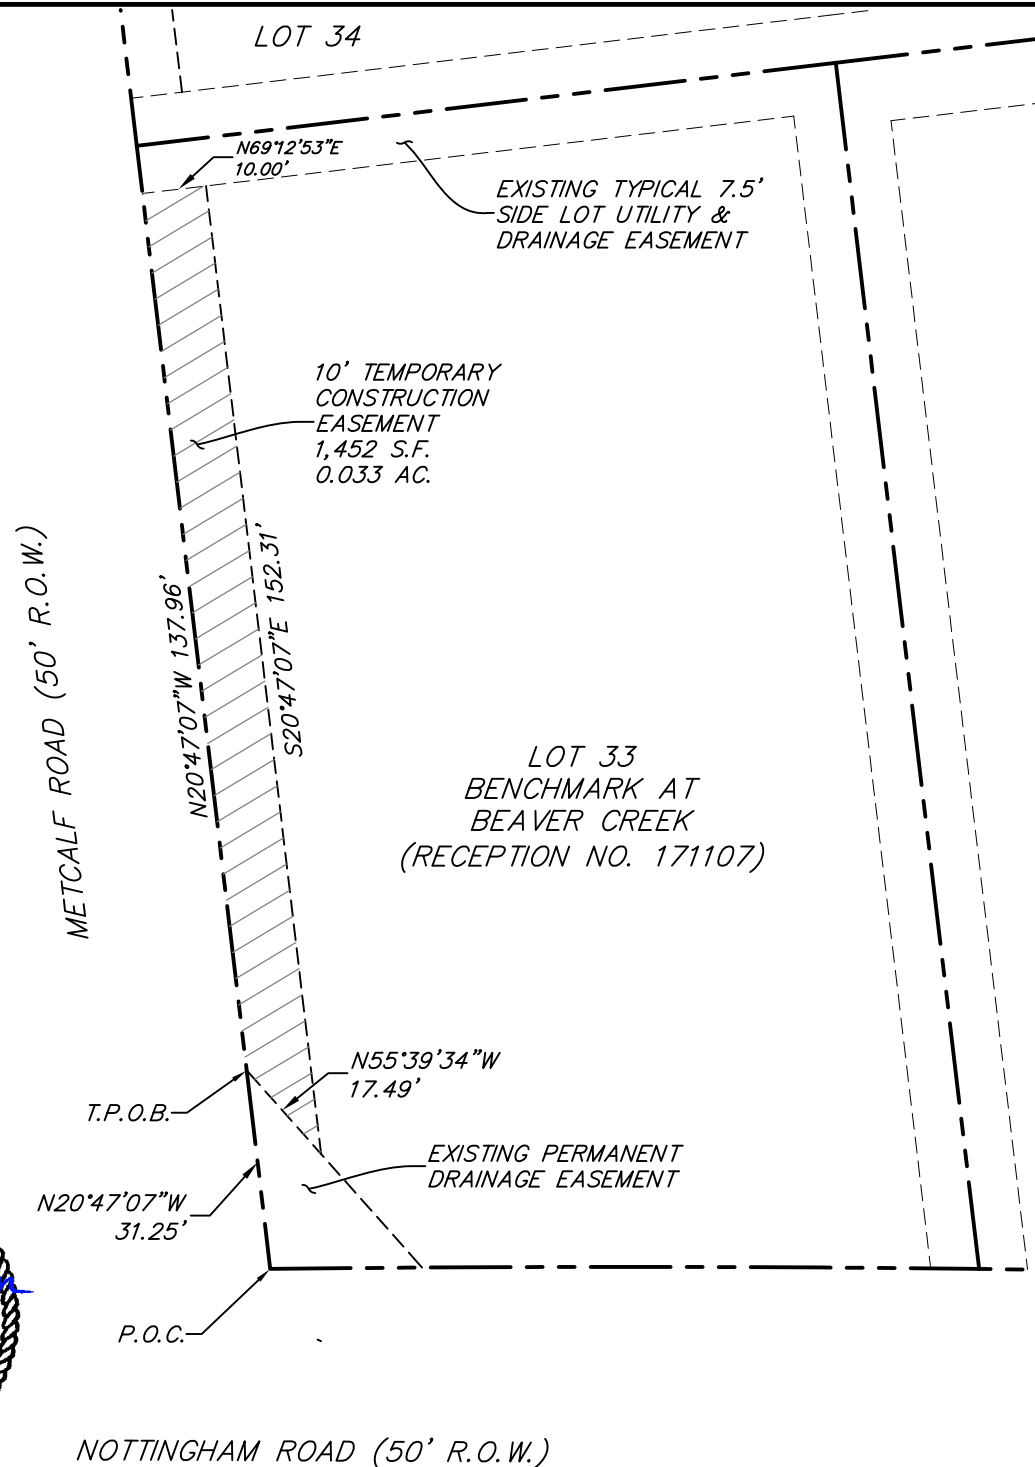 LOT 34
N69°12'53"E
10.00'
EXISTING TYPICAL 7.5'
SIDE LOT UTILITY &
DRAINAGE EASEMENT
10' TEMPORARY
CONSTRUCTION
EASEMENT
1,452 S.F.
0.033 AC.
METCALF ROAD (50' R.O.W.)
N20°47'07"W 137.96'
S20°47'07"E 152.31'
LOT 33
BENCHMARK AT
BEAVER CREEK
(RECEPTION NO. 171107)
N55°39'34"W
17.49'
T.P.O.B.
EXISTING PERMANENT
DRAINAGE EASEMENT
N20°47'07"W
31.25'
P.O.C.
NOTTINGHAM ROAD (50' R.O.W.)